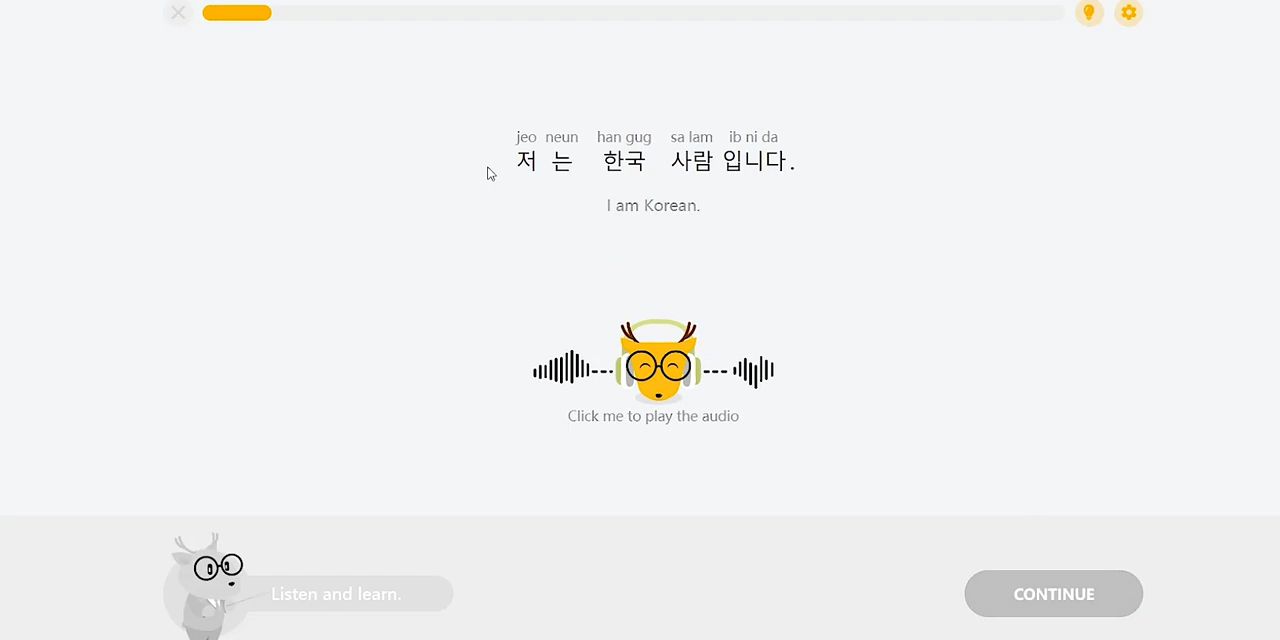 jeo neun han gug sa lam ib ni da
저 는 한국 사람 입니다.
I am Korean.
Click me to play the audio
Listen and learn.
CONTINUE